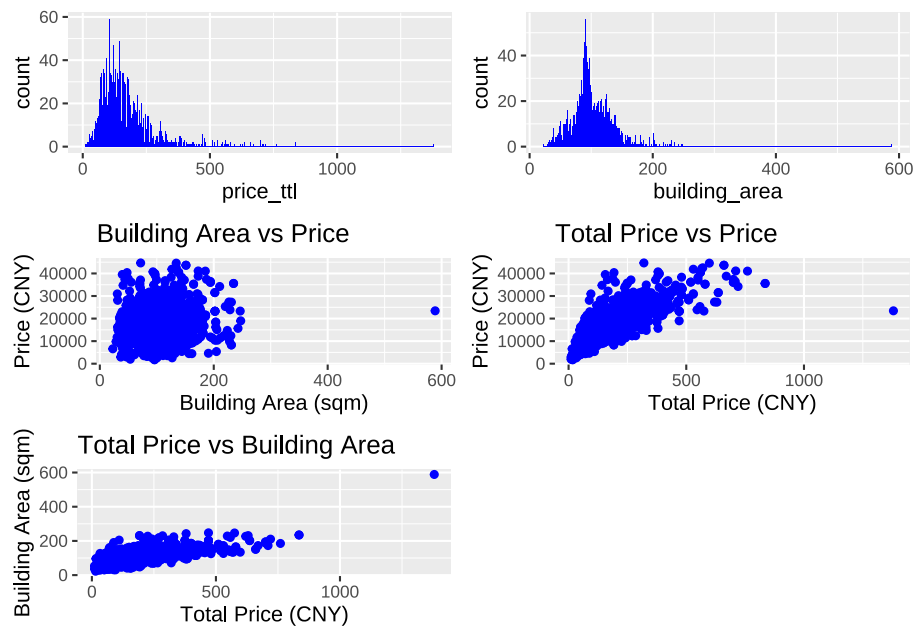 60
40
20
0
count
0
500
1000
price_ttl
40
20
0
count
0
200
400
600
building_area
Building Area vs Price
40000
30000
20000
10000
0
Price (CNY)
0
200
400
600
Building Area (sqm)
Total Price vs Price
40000
30000
20000
10000
0
Price (CNY)
0
500
1000
Total Price (CNY)
Total Price vs Building Area
600
400
200
0
Building Area (sqm)
0
500
1000
Total Price (CNY)